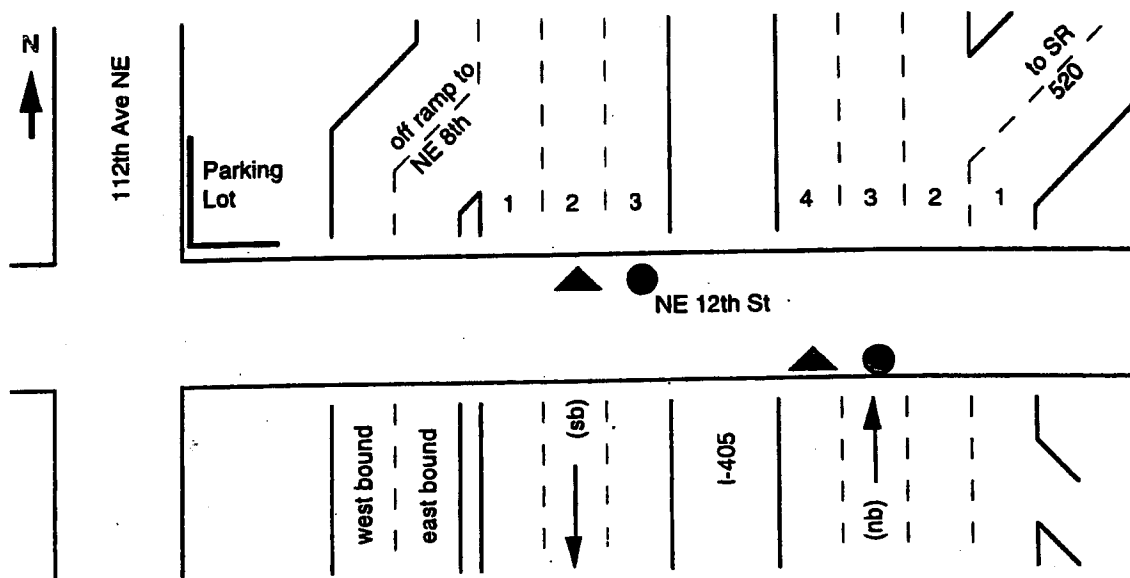 N
112th Ave NE
Parking
Lot
off ramp to
NE 8th
1
2
3
4
3
2
1
to SR
520
NE 12th St
west bound
east bound
(sb)
I-405
(nb)